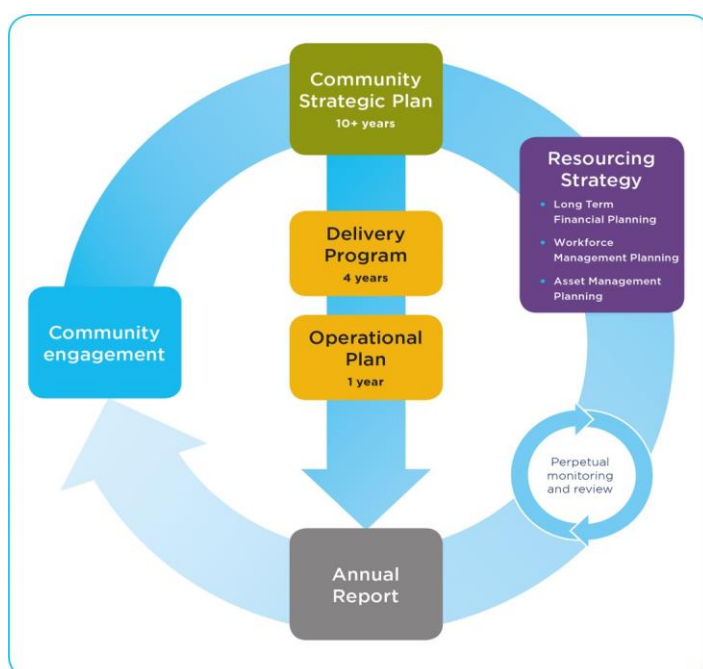 Community
Strategic Plan
10+ years
Resourcing
Strategy
• Long Term
Financial Planning
• Workforce
Management Planning
• Asset Management
Planning
Delivery
Program
4 years
Community
engagement
Operational
Plan
1 year
Perpetual
monitoring
and review
Annual
Report